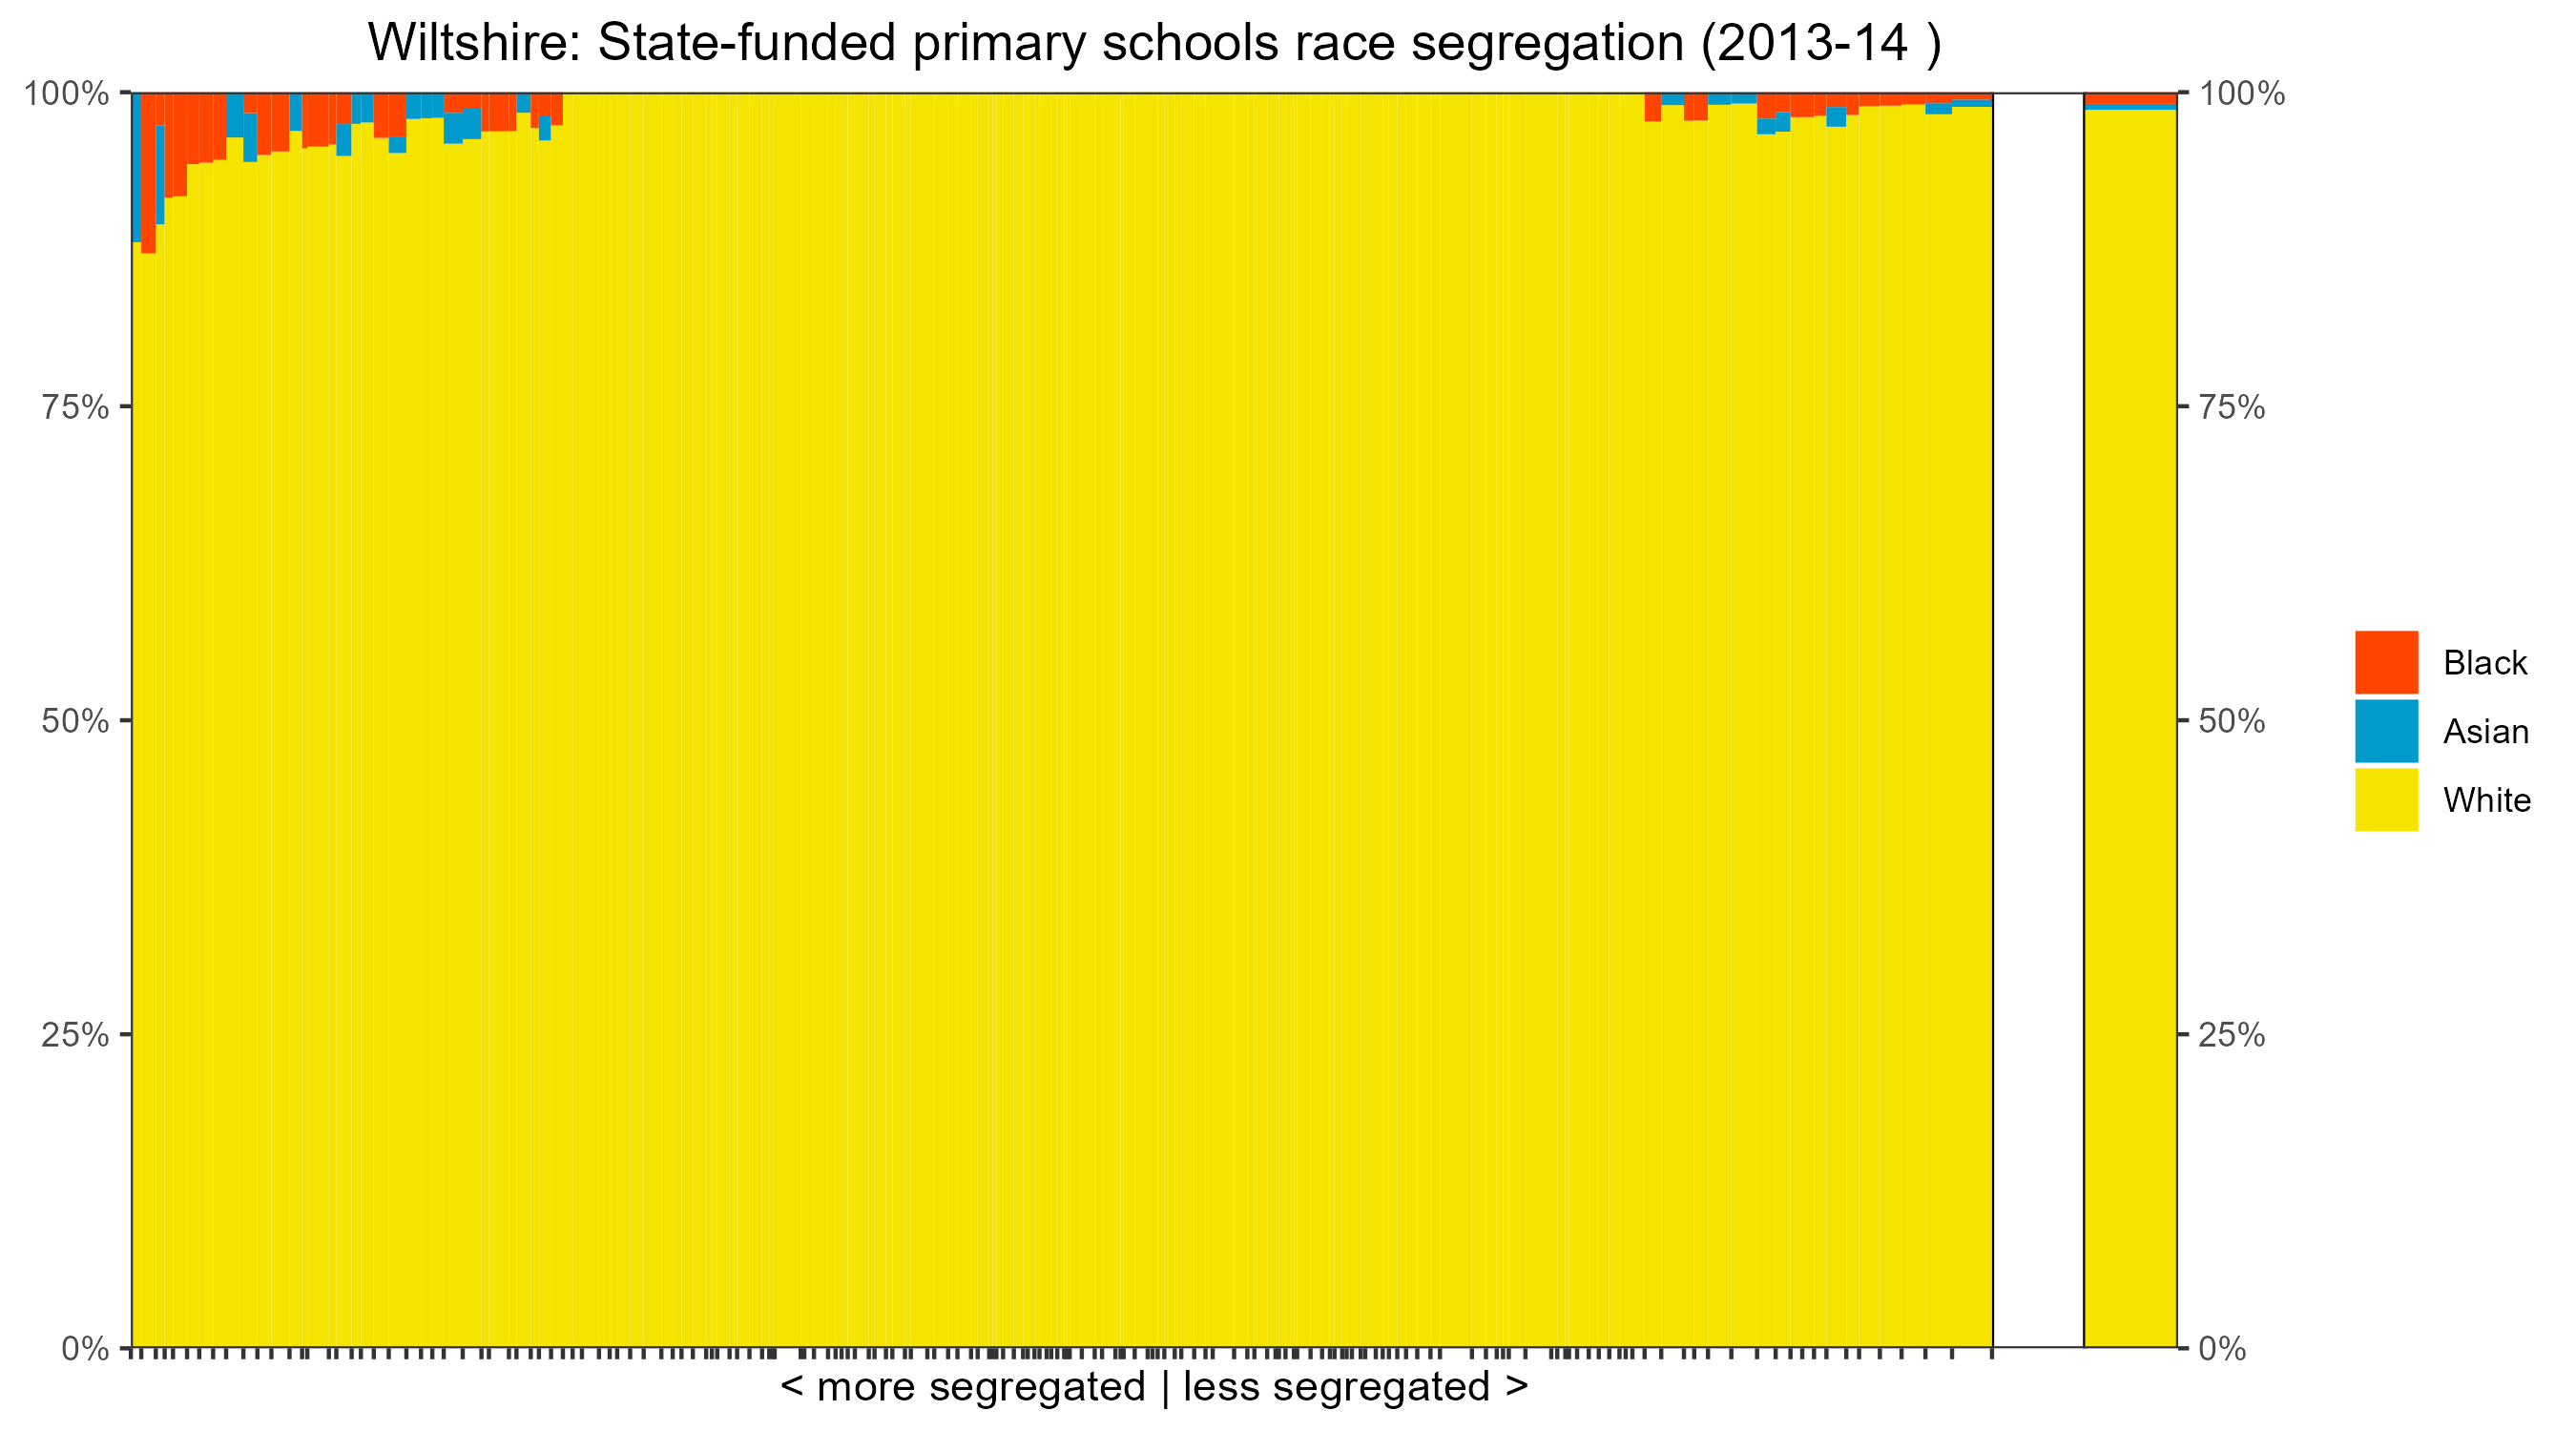 Wiltshire: State-funded primary schools race segregation (2013-14 )
100%
75%
50%
25%
0%
100%
75%
50%
25%
0%
Black
Asian
White
< more segregated | less segregated >